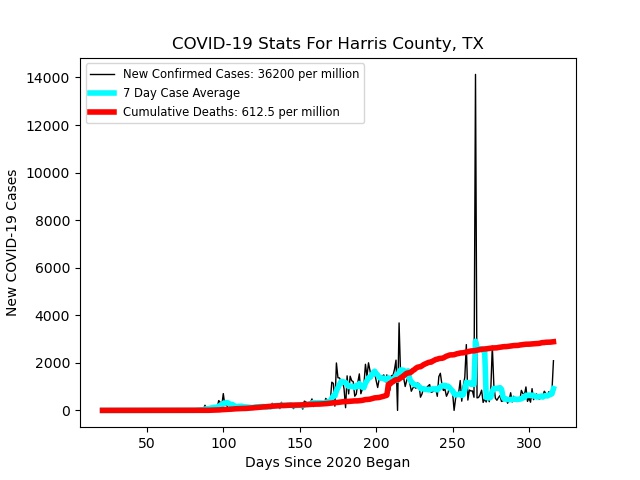 COVID-19 Stats For Harris County, TX
New Confirmed Cases: 36200 per million
7 Day Case Average
Cumulative Deaths: 612.5 per million
New COVID-19 Cases
14000
12000
10000
8000
6000
4000
2000
0
50 100 150 200 250 300
Days Since 2020 Began